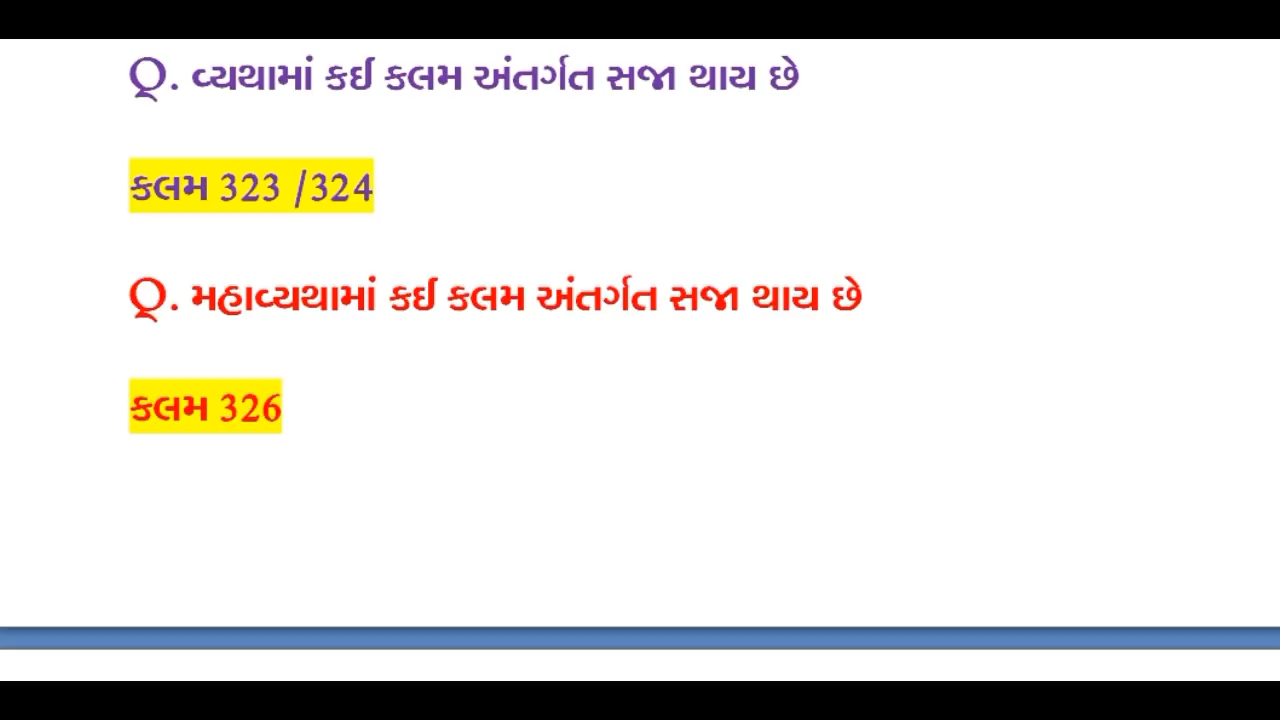 Q. વ્યથામાં કઈ કલમ અંતર્ગત સજા થાય છે
કલમ 323 /324
Q. મહાવ્યથામાં કઈ કલમ અંતર્ગત સજા થાય છે
કલમ 326